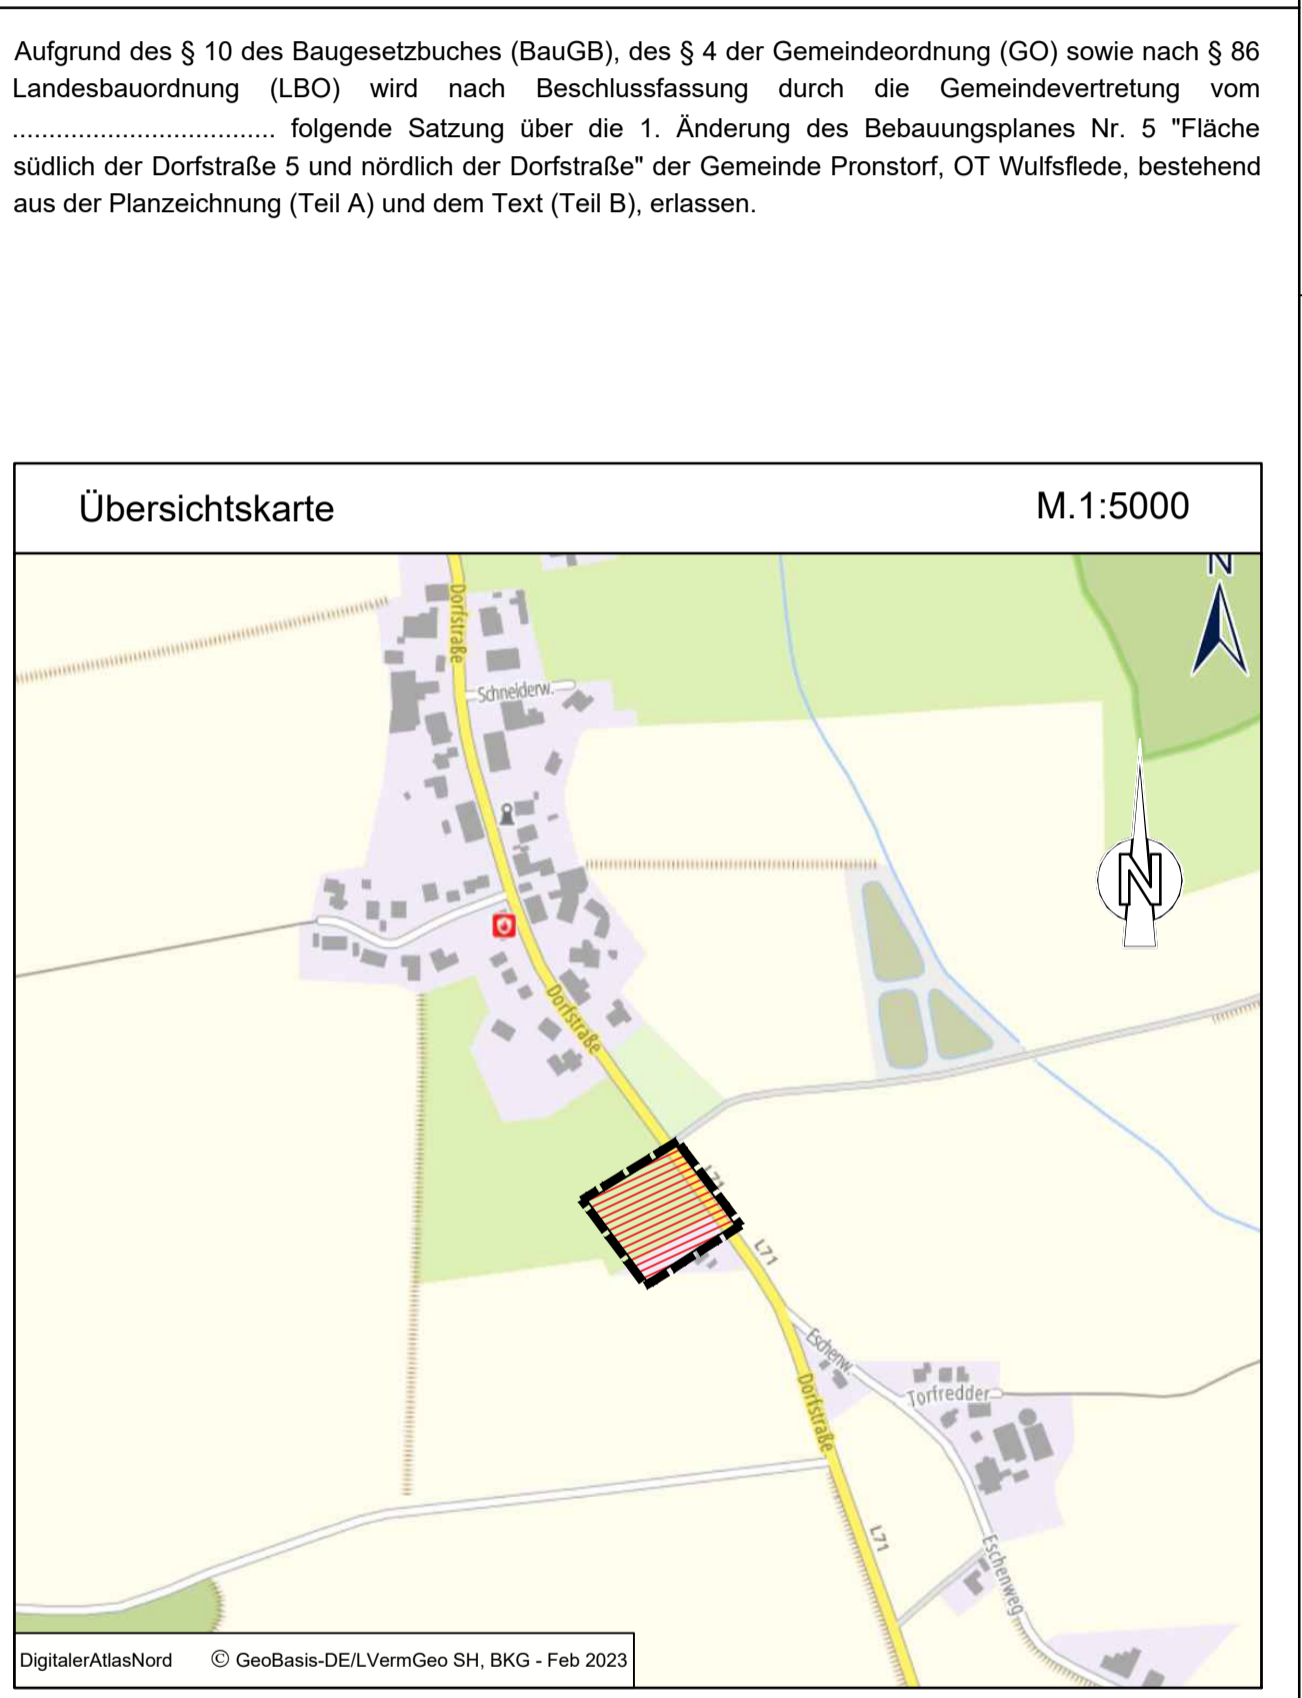 Aufgrund des § 10 des Baugesetzbuches (BauGB), des § 4 der Gemeindeordnung (GO) sowie nach § 86
Landesbauordnung (LBO) wird nach Beschlussfassung durch die Gemeindevertretung vom
.................................... folgende Satzung über die 1. Änderung des Bebauungsplanes Nr. 5 "Fläche
südlich der Dorfstraße 5 und nördlich der Dorfstraße" der Gemeinde Pronstorf, OT Wulfsflede, bestehend
aus der Planzeichnung (Teil A) und dem Text (Teil B), erlassen.
Übersichtskarte
M.1:5000
N
Dorfstraße
Schneiderw.
N
Dorfstraße
L71
L71
Eschenw.
Torfredder
Dorfstraße
L71
Eschenweg
DigitalerAtlasNord © GeoBasis-DE/LVermGeo SH, BKG - Feb 2023